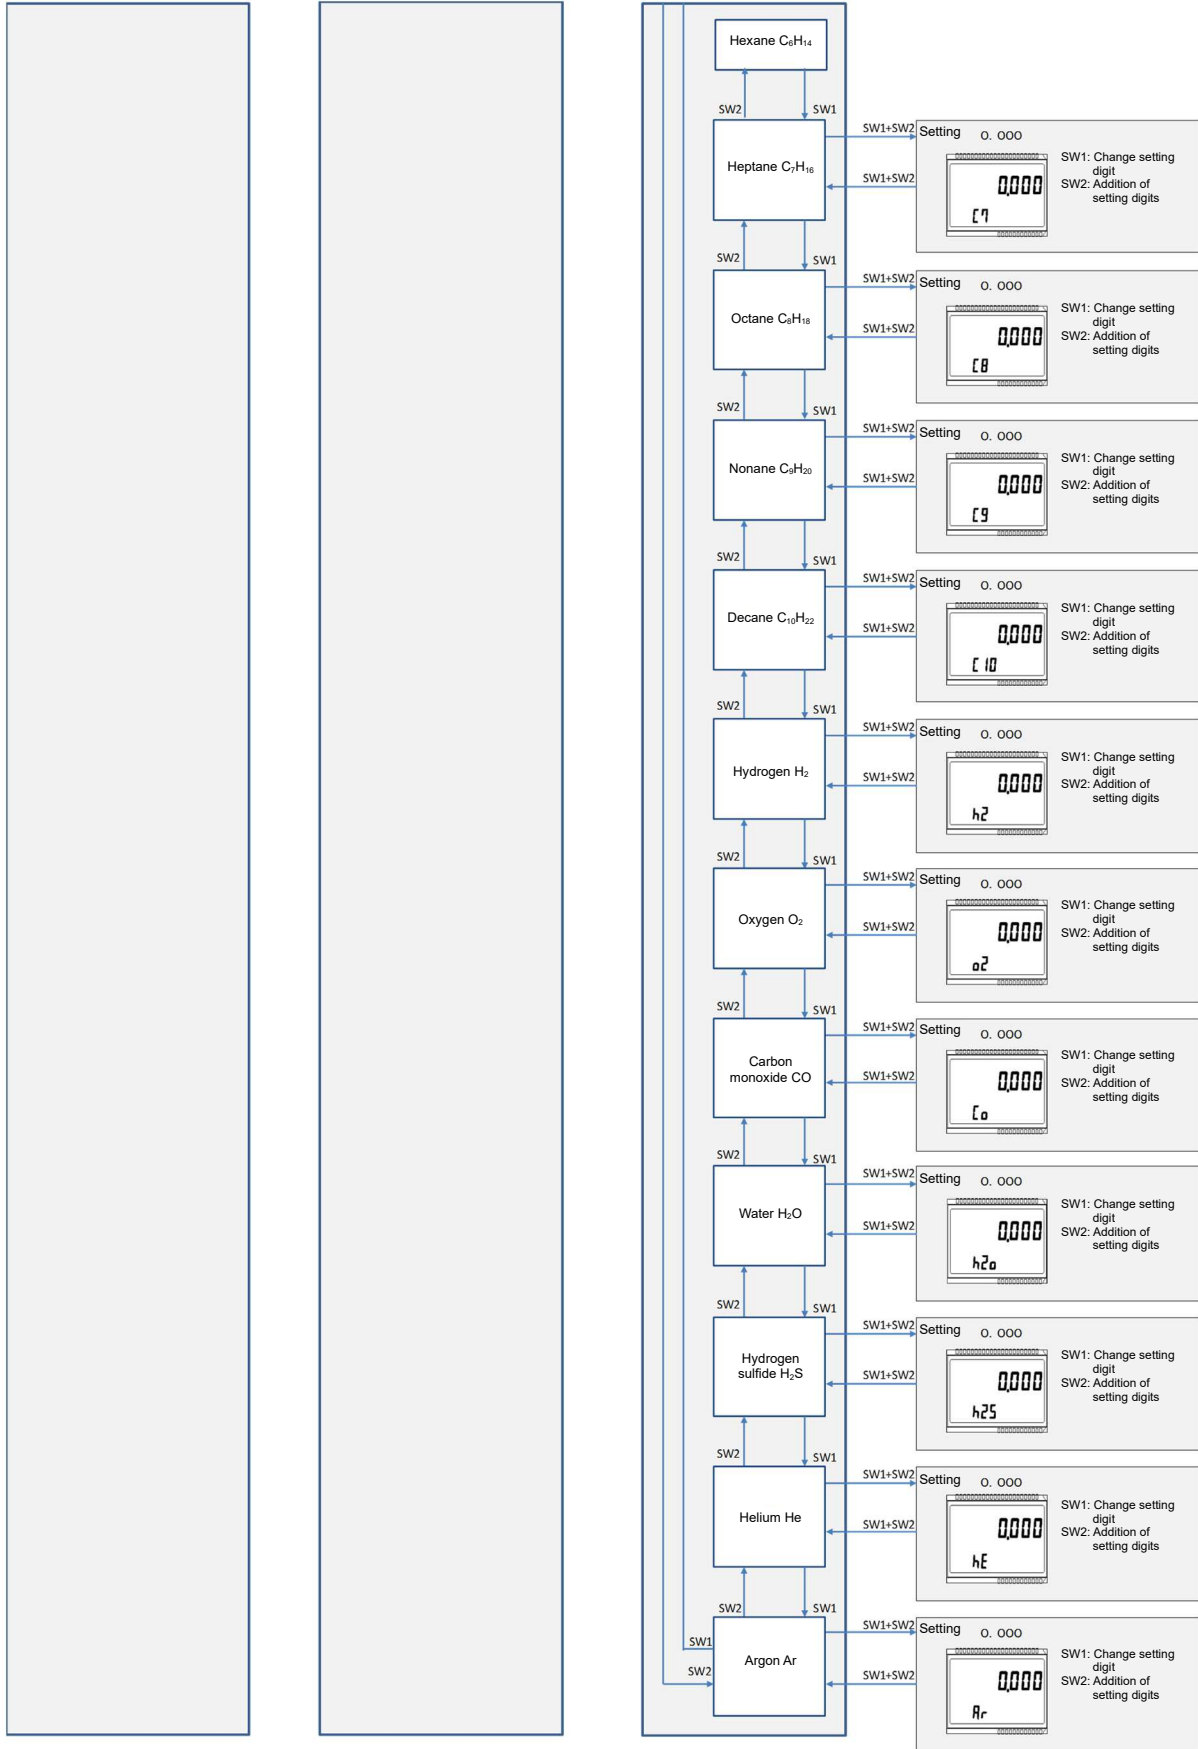 Hexane C₆H₁₄
SW2
SW1
Heptane C₇H₁₆
SW1+SW2
SW1+SW2
Setting
0. 000
0.000
C7
SW1: Change setting
digit
SW2: Addition of
setting digits
SW2
SW1
Octane C₈H₁₈
SW1+SW2
SW1+SW2
Setting
0. 000
0.000
C8
SW1: Change setting
digit
SW2: Addition of
setting digits
SW2
SW1
Nonane C₉H₂₀
SW1+SW2
SW1+SW2
Setting
0. 000
0.000
C9
SW1: Change setting
digit
SW2: Addition of
setting digits
SW2
SW1
Decane C₁₀H₂₂
SW1+SW2
SW1+SW2
Setting
0. 000
0.000
C10
SW1: Change setting
digit
SW2: Addition of
setting digits
SW2
SW1
Hydrogen H₂
SW1+SW2
SW1+SW2
Setting
0. 000
0.000
h2
SW1: Change setting
digit
SW2: Addition of
setting digits
SW2
SW1
Oxygen O₂
SW1+SW2
SW1+SW2
Setting
0. 000
0.000
o2
SW1: Change setting
digit
SW2: Addition of
setting digits
SW2
SW1
Carbon
monoxide CO
SW1+SW2
SW1+SW2
Setting
0. 000
0.000
Co
SW1: Change setting
digit
SW2: Addition of
setting digits
SW2
SW1
Water H₂O
SW1+SW2
SW1+SW2
Setting
0. 000
0.000
h2o
SW1: Change setting
digit
SW2: Addition of
setting digits
SW2
SW1
Hydrogen
sulfide H₂S
SW1+SW2
SW1+SW2
Setting
0. 000
0.000
h2S
SW1: Change setting
digit
SW2: Addition of
setting digits
SW2
SW1
Helium He
SW1+SW2
SW1+SW2
Setting
0. 000
0.000
hE
SW1: Change setting
digit
SW2: Addition of
setting digits
SW2
SW1
SW1
SW2
Argon Ar
SW1+SW2
SW1+SW2
Setting
0. 000
0.000
Ar
SW1: Change setting
digit
SW2: Addition of
setting digits